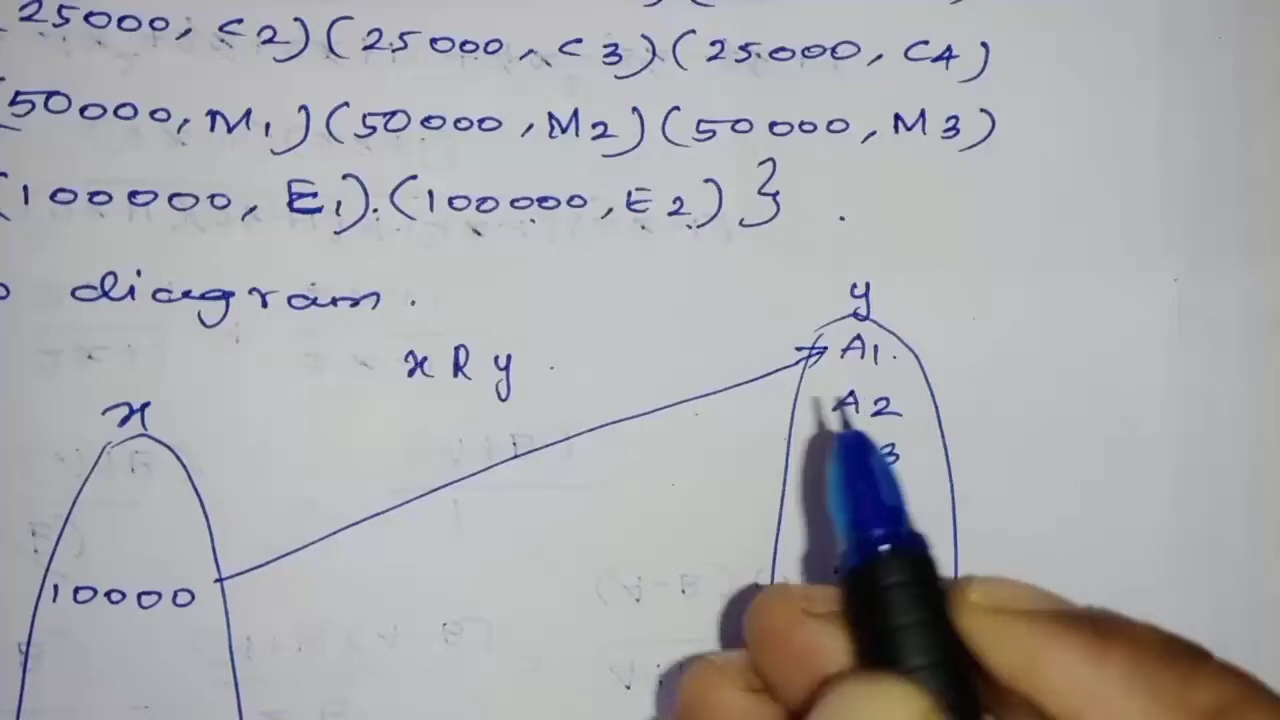 25000, C2) (25000, C3) (25000, C4)
(50000, M1) (50000, M2) (50000, M3)
(100000, E1). (100000, E2) } .
diagram.
y
x R y .
A1.
x
A2
3
10000